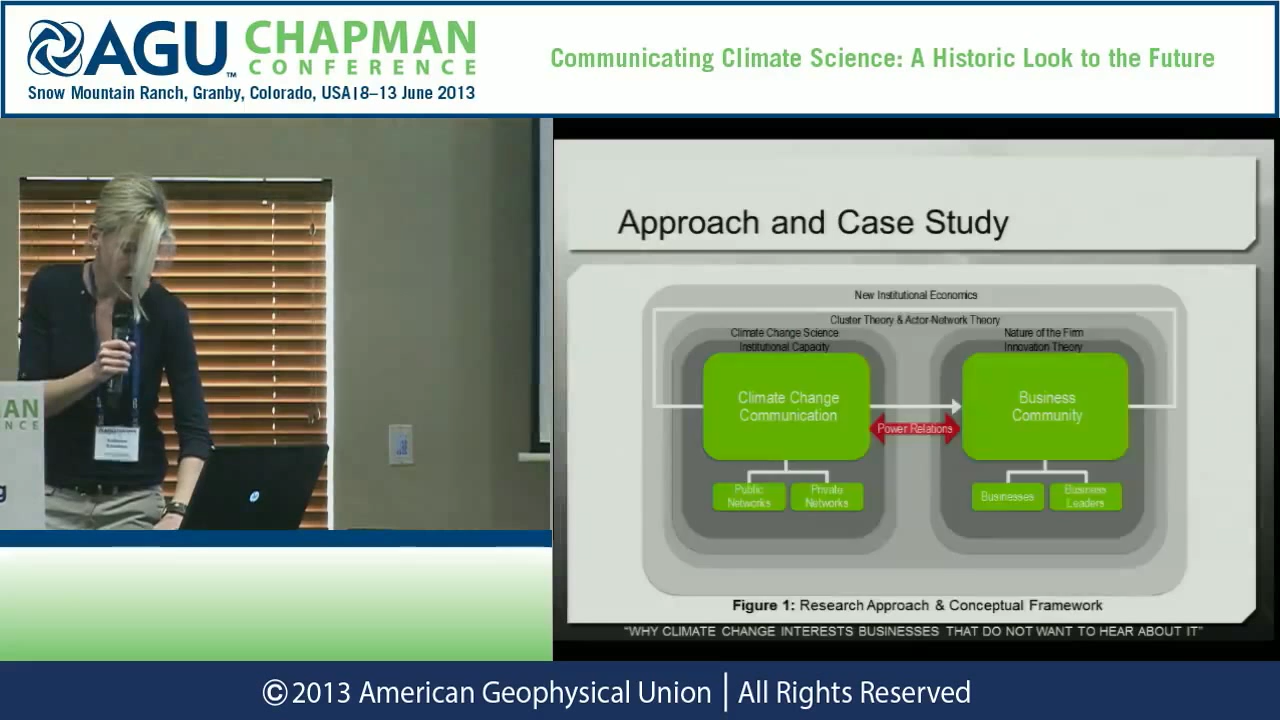 AGU CHAPMAN
CONFERENCE
Snow Mountain Ranch, Granby, Colorado, USA|8–13 June 2013
Communicating Climate Science: A Historic Look to the Future
Approach and Case Study
New Institutional Economics
Cluster Theory & Actor-Network Theory
Climate Change Science
Institutional Capacity
Nature of the Firm
Innovation Theory
Climate Change
Communication
Business
Community
Power Relations
Public
Networks
Private
Networks
Businesses
Business
Leaders
Figure 1: Research Approach & Conceptual Framework
"WHY CLIMATE CHANGE INTERESTS BUSINESSES THAT DO NOT WANT TO HEAR ABOUT IT"
MAN
ENCE
g
hp
©2013 American Geophysical Union | All Rights Reserved